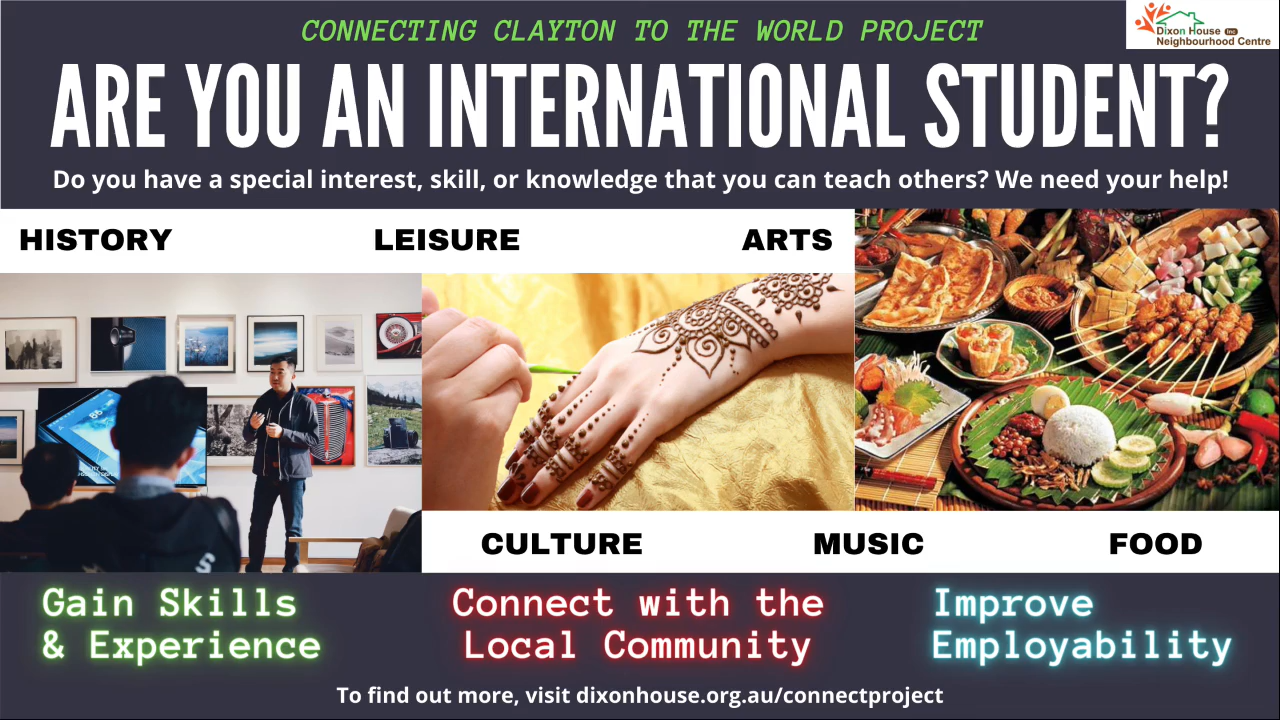 CONNECTING CLAYTON TO THE WORLD PROJECT
Dixon House Inc
Neighbourhood Centre
ARE YOU AN INTERNATIONAL STUDENT?
Do you have a special interest, skill, or knowledge that you can teach others? We need your help!
HISTORY LEISURE ARTS
CULTURE MUSIC FOOD
Gain Skills
& Experience
Connect with the
Local Community
Improve
Employability
To find out more, visit dixonhouse.org.au/connectproject